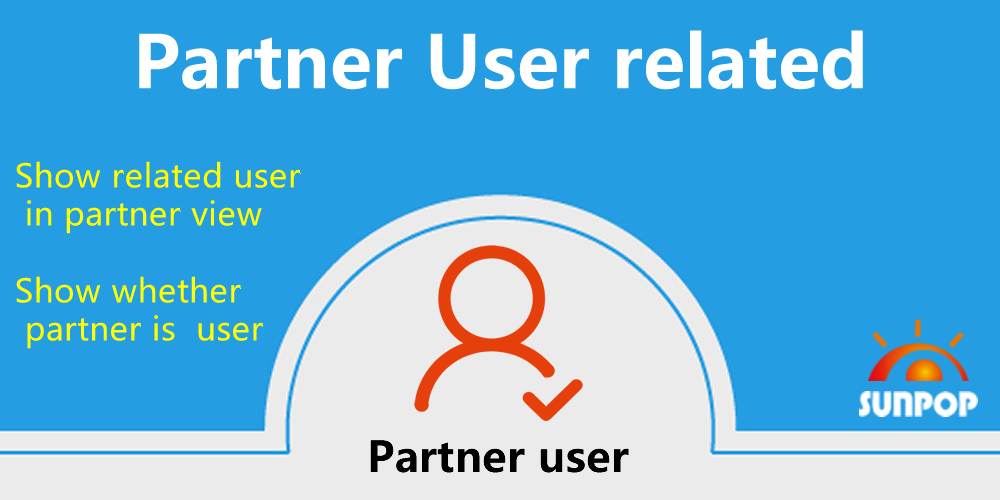 Partner User related
Show related user
in partner view
Show whether
partner is user
SUNPOP
Partner user